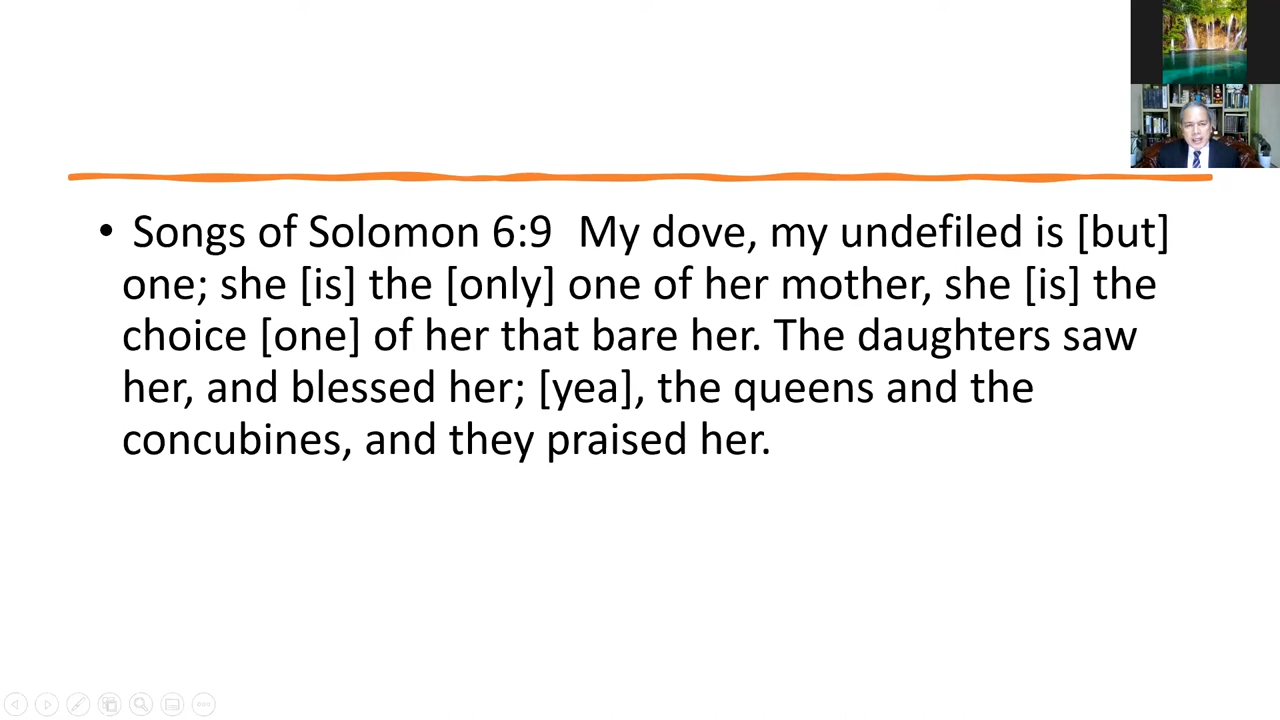 • Songs of Solomon 6:9  My dove, my undefiled is [but]
one; she [is] the [only] one of her mother, she [is] the
choice [one] of her that bare her. The daughters saw
her, and blessed her; [yea], the queens and the
concubines, and they praised her.